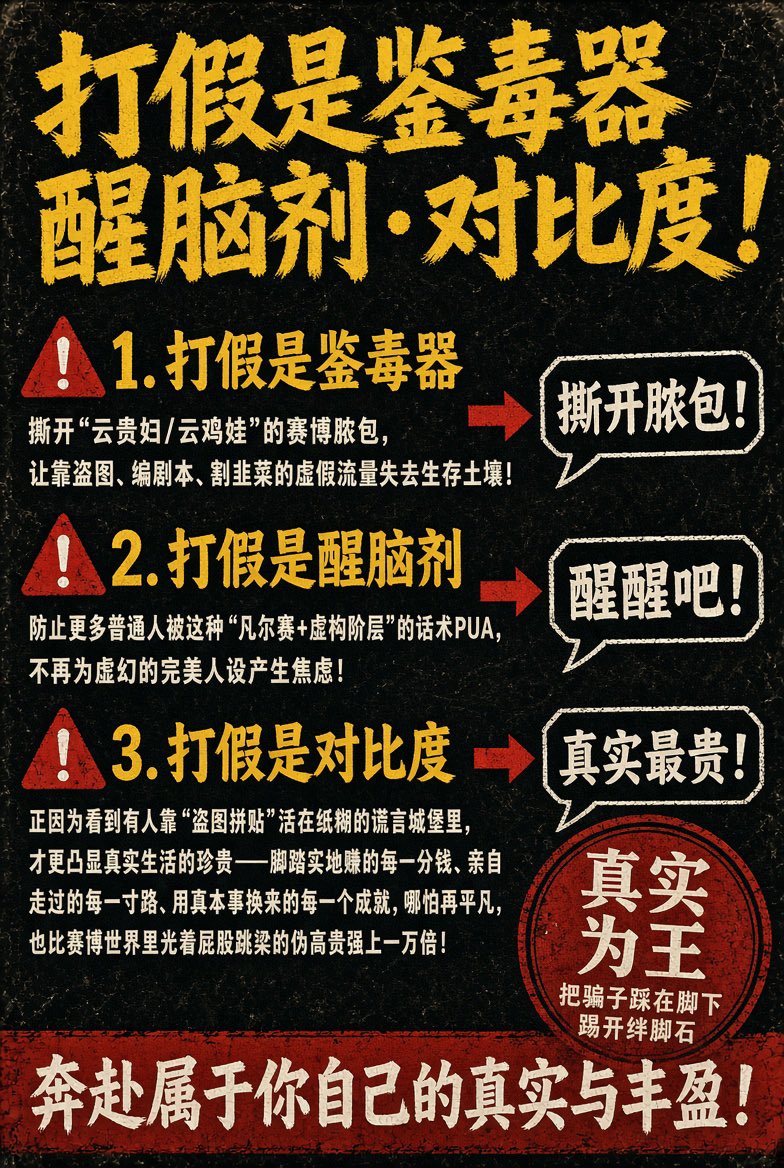 打假是鉴毒器
醒脑剂·对比度！
1.打假是鉴毒器
撕开“云贵妇/云鸡娃”的赛博脓包，
让靠盗图、编剧本、割韭菜的虚假流量失去生存土壤！
撕开脓包！
2.打假是醒脑剂
防止更多普通人被这种“凡尔赛+虚构阶层”的话术PUA，
不再为虚幻的完美人设产生焦虑！
醒醒吧！
3.打假是对比度
正因为看到有人靠“盗图拼贴”活在纸糊的谎言城堡里，
才更凸显真实生活的珍贵——脚踏实地赚的每一分钱、亲自
走过的每一寸路、用真本事换来的每一个成就，哪怕再平凡，
也比赛博世界里光着屁股跳梁的伪高贵强上一万倍！
真实最贵！
真实
为王
把骗子踩在脚下
踢开绊脚石
奔赴属于你自己的真实与丰盈！